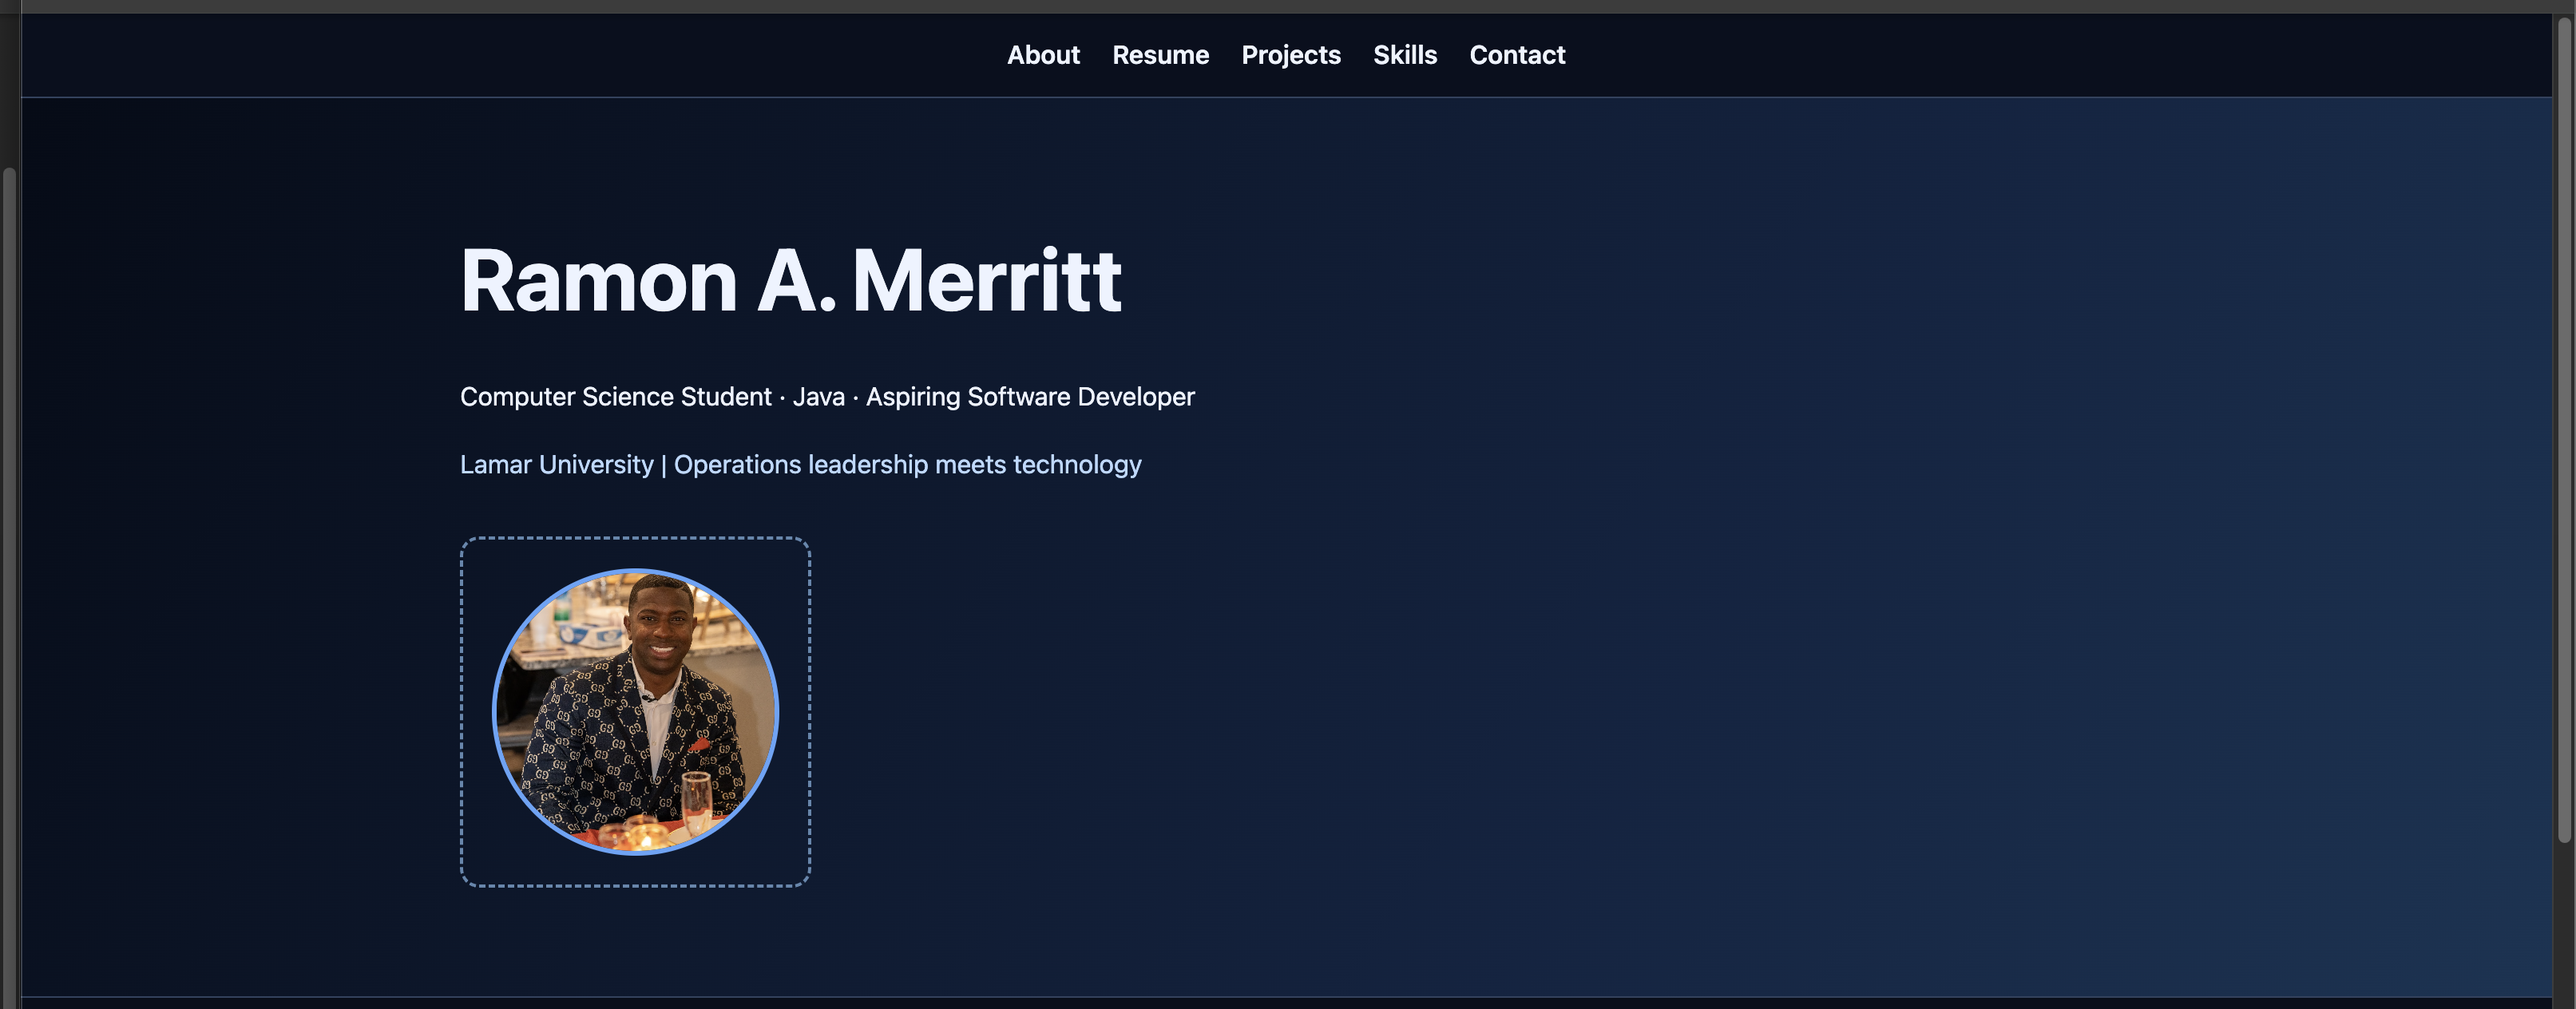 About Resume Projects Skills Contact
Ramon A. Merritt
Computer Science Student · Java · Aspiring Software Developer
Lamar University | Operations leadership meets technology